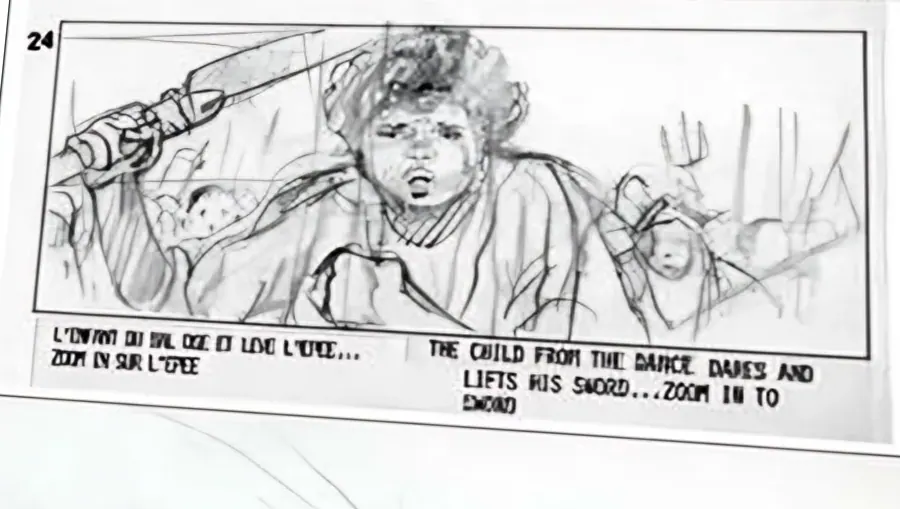 24
L'ENFANT DU BAL OSE ET LEVE L'EPEE...
ZOOM IN SUR L'EPEE
THE CHILD FROM THE DANCE DARES AND
LIFTS HIS SWORD...ZOOM IN TO
SWORD